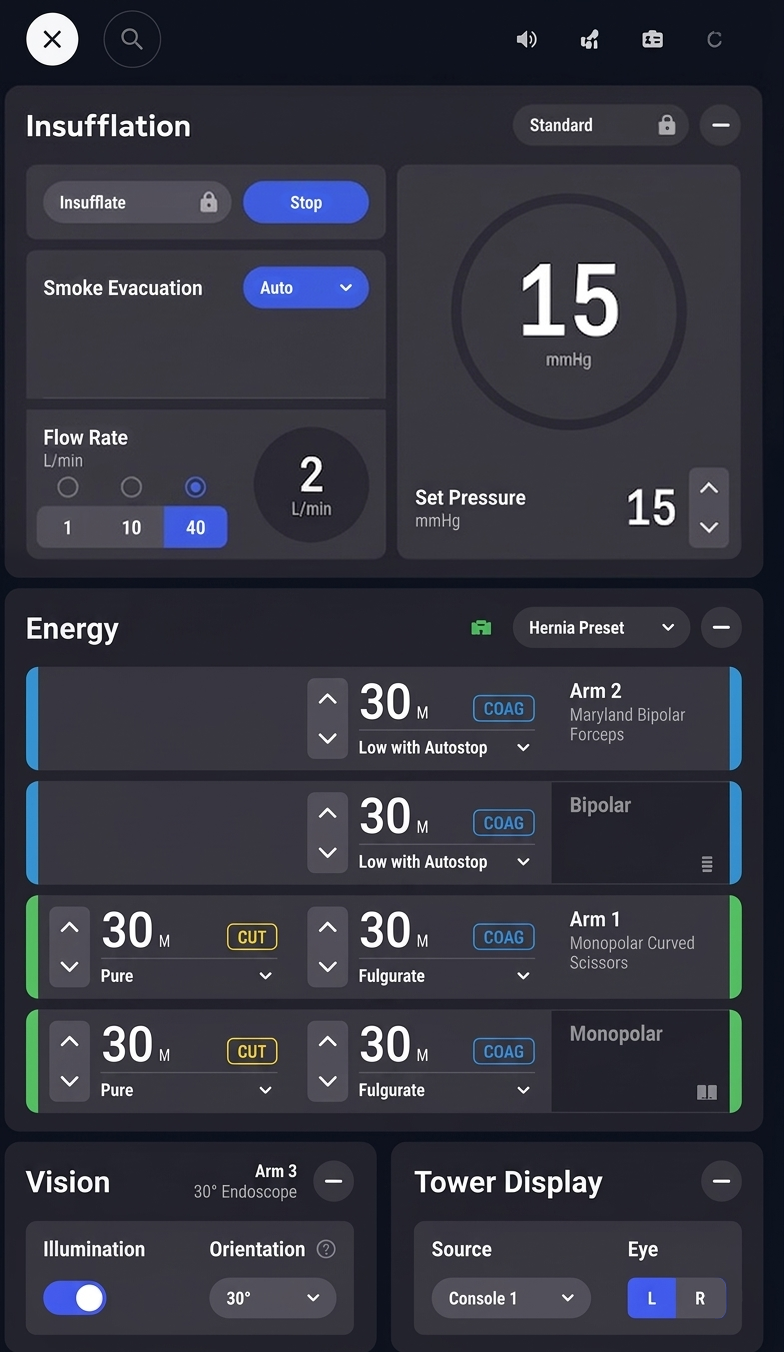 Insufflation
Standard
Insufflate
Stop
Smoke Evacuation
Auto
Flow Rate
L/min
1
10
40
2
L/min
15
mmHg
Set Pressure
mmHg
15
Energy
Hernia Preset
30 M
COAG
Low with Autostop
Arm 2
Maryland Bipolar
Forceps
30 M
COAG
Low with Autostop
Bipolar
30 M
CUT
Pure
30 M
COAG
Fulgurate
Arm 1
Monopolar Curved
Scissors
30 M
CUT
Pure
30 M
COAG
Fulgurate
Monopolar
Vision
Arm 3
30° Endoscope
Illumination
Orientation ?
30°
Tower Display
Source
Console 1
Eye
L
R